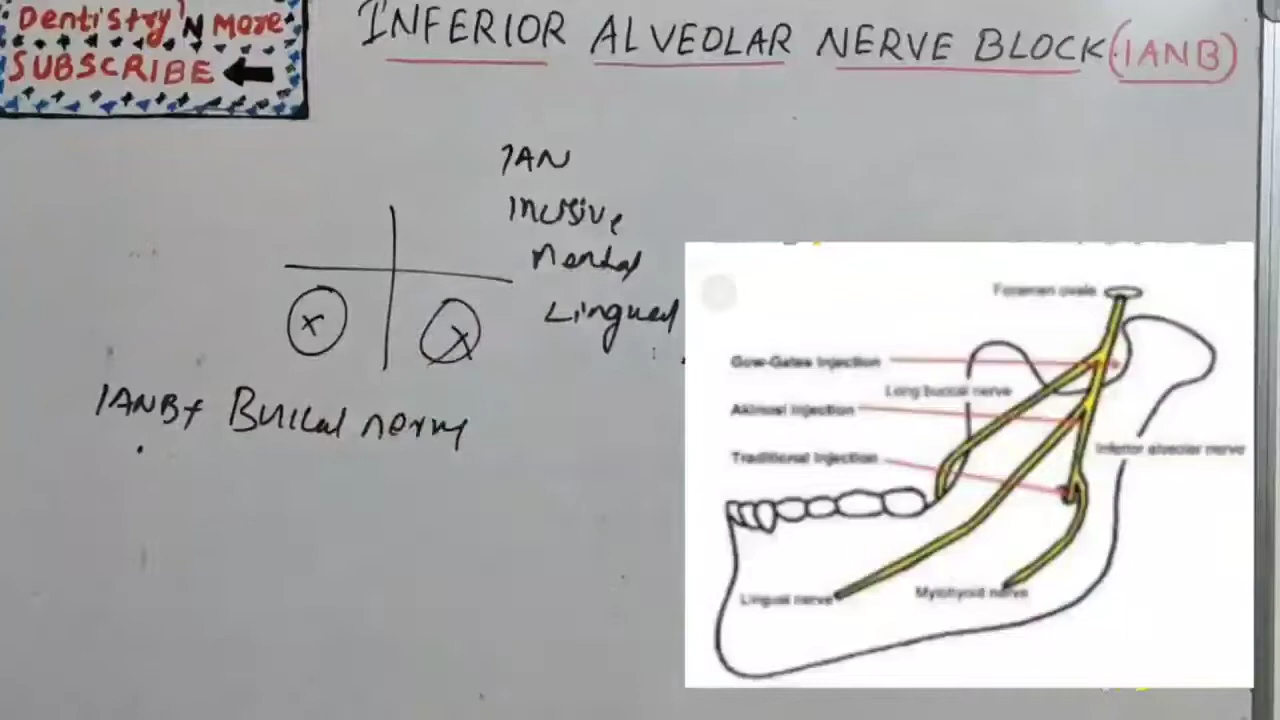 Dentistry'N More
SUBSCRIBE
INFERIOR ALVEOLAR NERVE BLOCK (IANB)
IAN
Incisive
Mental
Lingual
IANB+ Buccal nerve
Foramen ovale
Gow-Gates Injection
Long buccal nerve
Akinosi Injection
Inferior alveolar nerve
Traditional Injection
Lingual nerve
Mylohyoid nerve